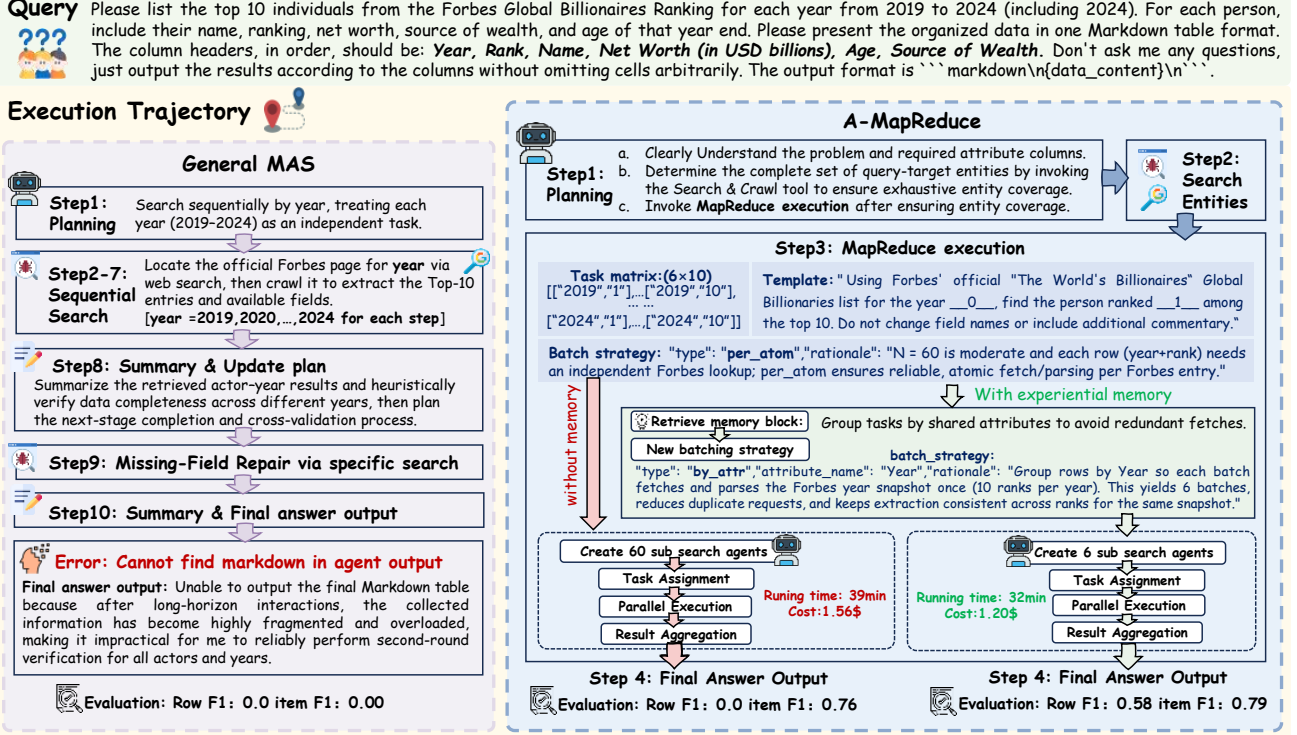 Query Please list the top 10 individuals from the Forbes Global Billionaires Ranking for each year from 2019 to 2024 (including 2024). For each person,
include their name, ranking, net worth, source of wealth, and age of that year end. Please present the organized data in one Markdown table format.
The column headers, in order, should be: Year, Rank, Name, Net Worth (in USD billions), Age, Source of Wealth. Don't ask me any questions,
just output the results according to the columns without omitting cells arbitrarily. The output format is ```markdown\n{data_content}\n```.
???
Execution Trajectory
General MAS
Step1:
Planning
Search sequentially by year, treating each
year (2019–2024) as an independent task.
Step2-7:
Sequential
Search
Locate the official Forbes page for year via
web search, then crawl it to extract the Top-10
entries and available fields.
[year =2019,2020,…,2024 for each step]
Step8: Summary & Update plan
Summarize the retrieved actor–year results and heuristically
verify data completeness across different years, then plan
the next-stage completion and cross-validation process.
Step9: Missing-Field Repair via specific search
Step10: Summary & Final answer output
Error: Cannot find markdown in agent output
Final answer output: Unable to output the final Markdown table
because after long-horizon interactions, the collected
information has become highly fragmented and overloaded,
making it impractical for me to reliably perform second-round
verification for all actors and years.
Evaluation: Row F1: 0.0 item F1: 0.00
A-MapReduce
Step1:
Planning
a. Clearly Understand the problem and required attribute columns.
b. Determine the complete set of query-target entities by invoking
the Search & Crawl tool to ensure exhaustive entity coverage.
c. Invoke MapReduce execution after ensuring entity coverage.
Step2:
Search
Entities
Step3: MapReduce execution
Task matrix:(6×10)
[["2019","1"],…["2019","10"],
… …
["2024","1"],…,["2024","10"]]
Template: " Using Forbes' official "The World's Billionaires" Global
Billionaries list for the year __0__, find the person ranked __1__ among
the top 10. Do not change field names or include additional commentary."
Batch strategy: "type": "per_atom","rationale": "N = 60 is moderate and each row (year+rank) needs
an independent Forbes lookup; per_atom ensures reliable, atomic fetch/parsing per Forbes entry."
without memory
With experiential memory
Retrieve memory block:
Group tasks by shared attributes to avoid redundant fetches.
New batching strategy
batch_strategy:
"type": "by_attr","attribute_name": "Year","rationale": "Group rows by Year so each batch
fetches and parses the Forbes year snapshot once (10 ranks per year). This yields 6 batches,
reduces duplicate requests, and keeps extraction consistent across ranks for the same snapshot."
Create 60 sub search agents
Task Assignment
Parallel Execution
Result Aggregation
Runing time: 39min
Cost:1.56$
Create 6 sub search agents
Task Assignment
Parallel Execution
Result Aggregation
Running time: 32min
Cost:1.20$
Step 4: Final Answer Output
Evaluation: Row F1: 0.0 item F1: 0.76
Step 4: Final Answer Output
Evaluation: Row F1: 0.58 item F1: 0.79